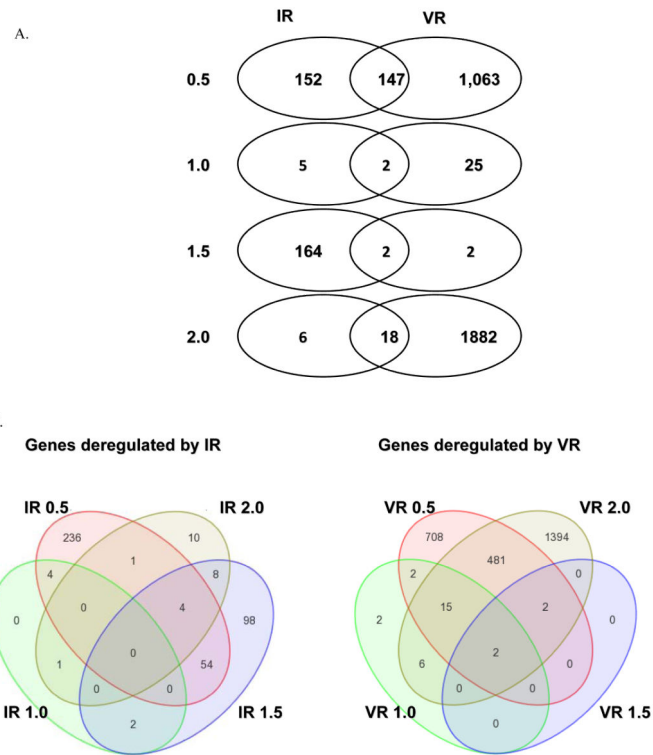 IR VR
A.
0.5 152 147 1,063
1.0 5 2 25
1.5 164 2 2
2.0 6 18 1882
.
Genes deregulated by IR Genes deregulated by VR
IR 0.5 IR 2.0 VR 0.5 VR 2.0
236 10 708 1394
1 481
4 8 2 0
0 4 15 2
0 98 2 0
0 2
1 54 6 0
0 0 0 0
IR 1.0 IR 1.5 VR 1.0 VR 1.5
2 0